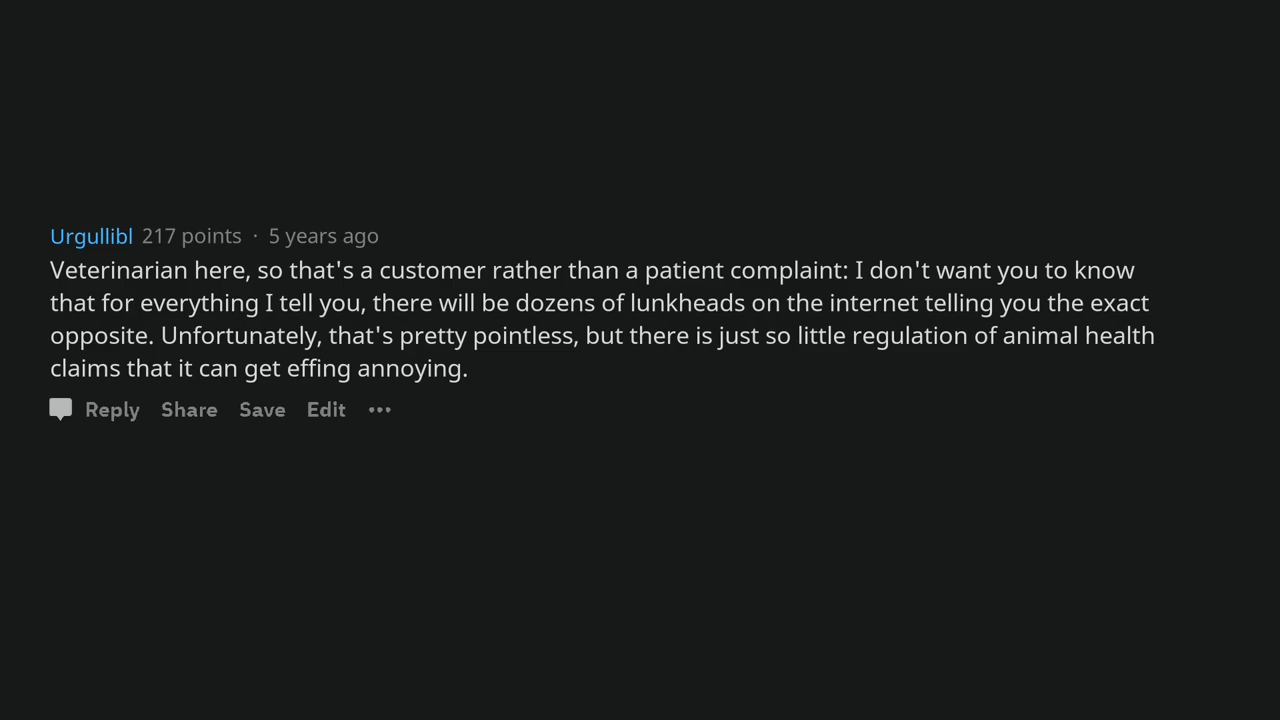 Urgullibl 217 points · 5 years ago
Veterinarian here, so that's a customer rather than a patient complaint: I don't want you to know
that for everything I tell you, there will be dozens of lunkheads on the internet telling you the exact
opposite. Unfortunately, that's pretty pointless, but there is just so little regulation of animal health
claims that it can get effing annoying.
Reply Share Save Edit •••